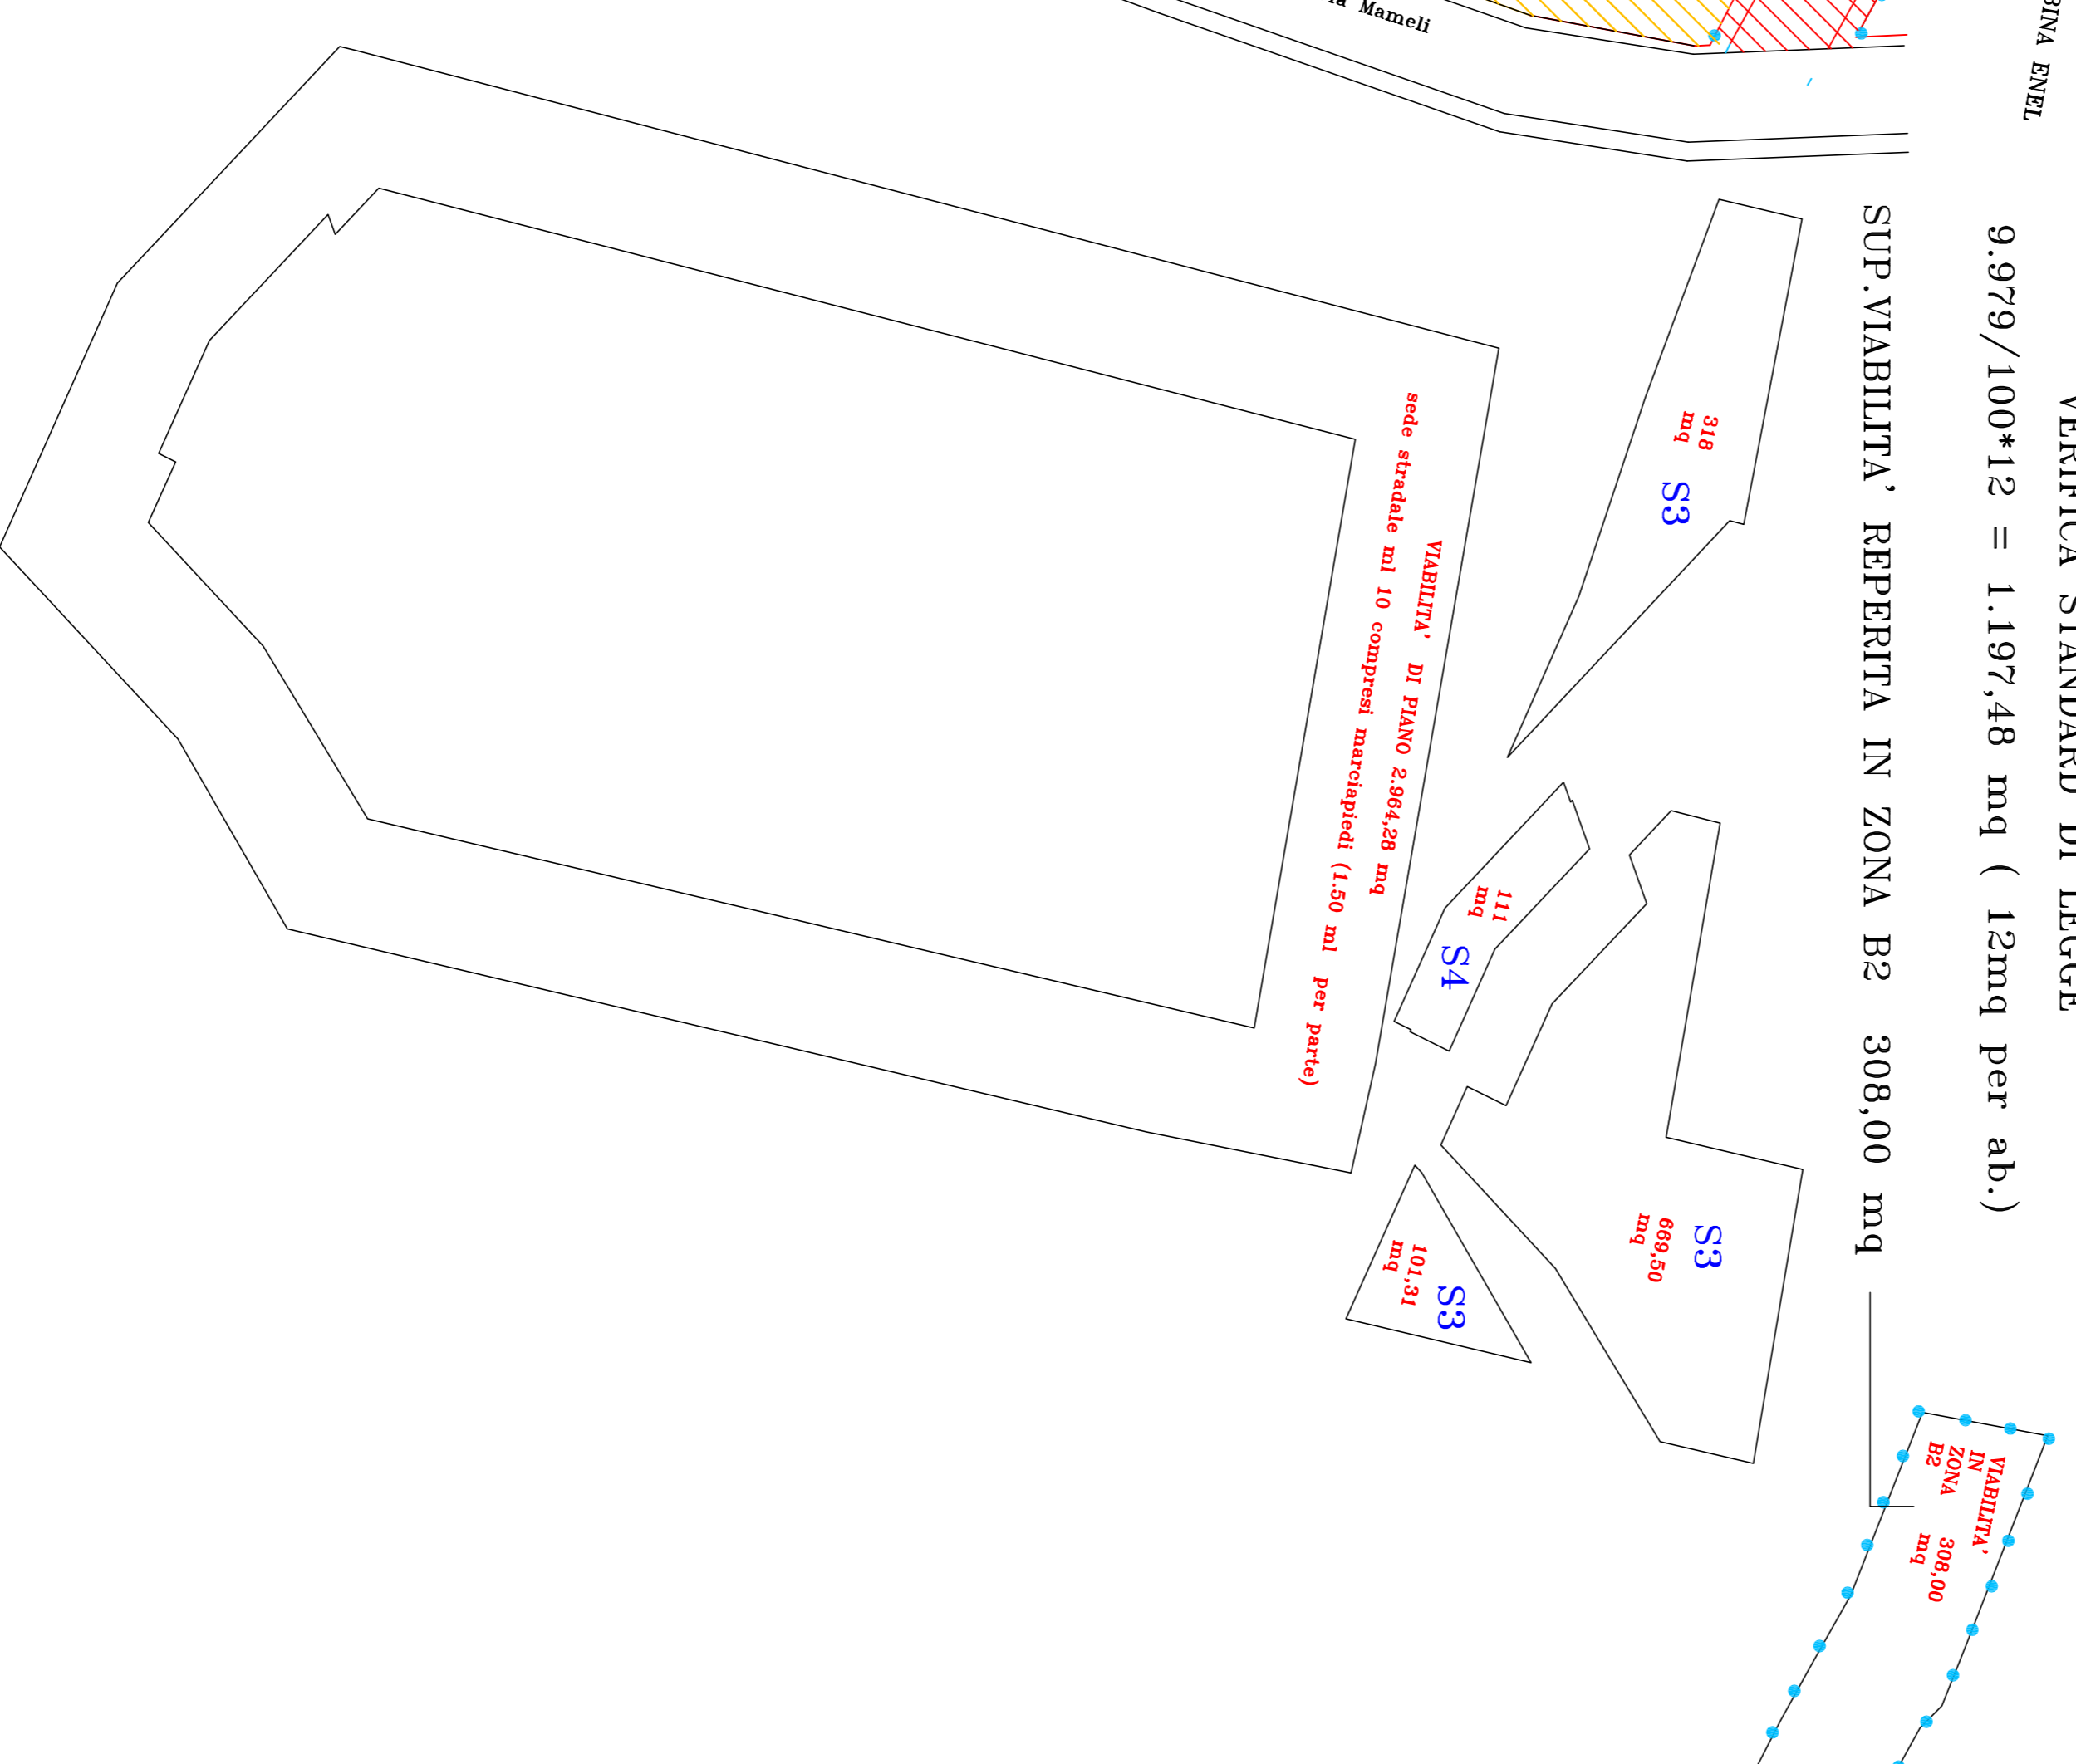 VERIFICA STANDARD DI LEGGE
9.979/100*12 = 1.197,48 mq ( 12mq per ab.)
SUP.VIABILITA' REPERITA IN ZONA B2 308,00 mq
ENEL
Mameli
318
mq
S3
VIABILITA' DI PIANO 2.964,28 mq
sede stradale ml 10 compresi marciapiedi (1.50 ml per parte)
111
mq
S4
S3
669,50
mq
101,31
mq
S3
VIABILITA'
IN
ZONA
B2
308,00
mq